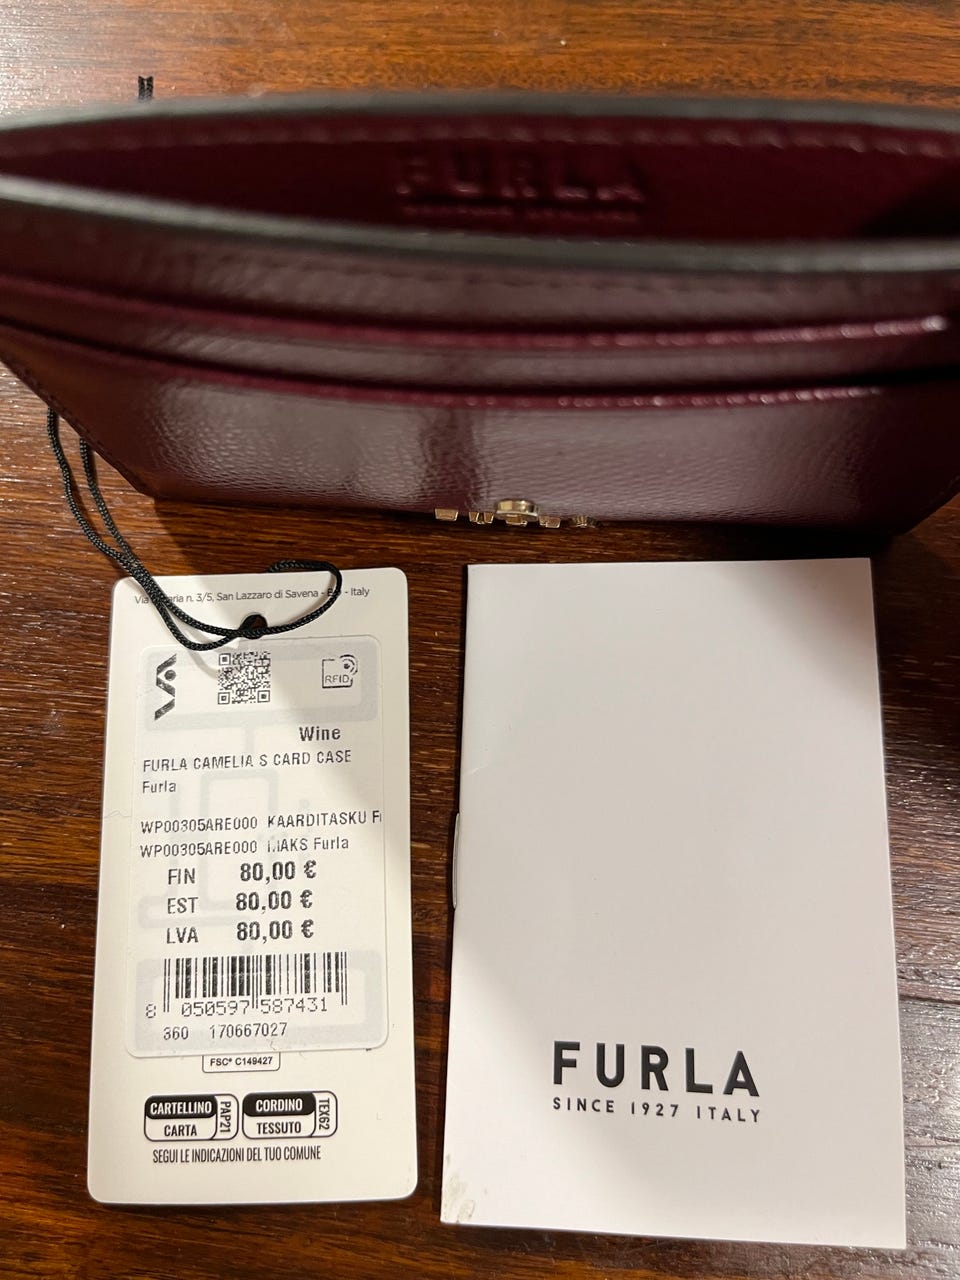 FURLA
n. 3/5, San Lazzaro di Savena - - Italy
RFID
Wine
FURLA CAMELIA S CARD CASE
Furla
WP00305ARE000 KAARDITASKU
WP00305ARE000 MAKS Furla
FIN 80,00 €
EST 80,00 €
LVA 80,00 €
8 050597 587431
360 170667027
FSC® C149427
CARTELLINO
CARTA
PAP21
CORDINO
TESSUTO
TEX62
SEGUI LE INDICAZIONI DEL TUO COMUNE
FURLA
SINCE 1927 ITALY